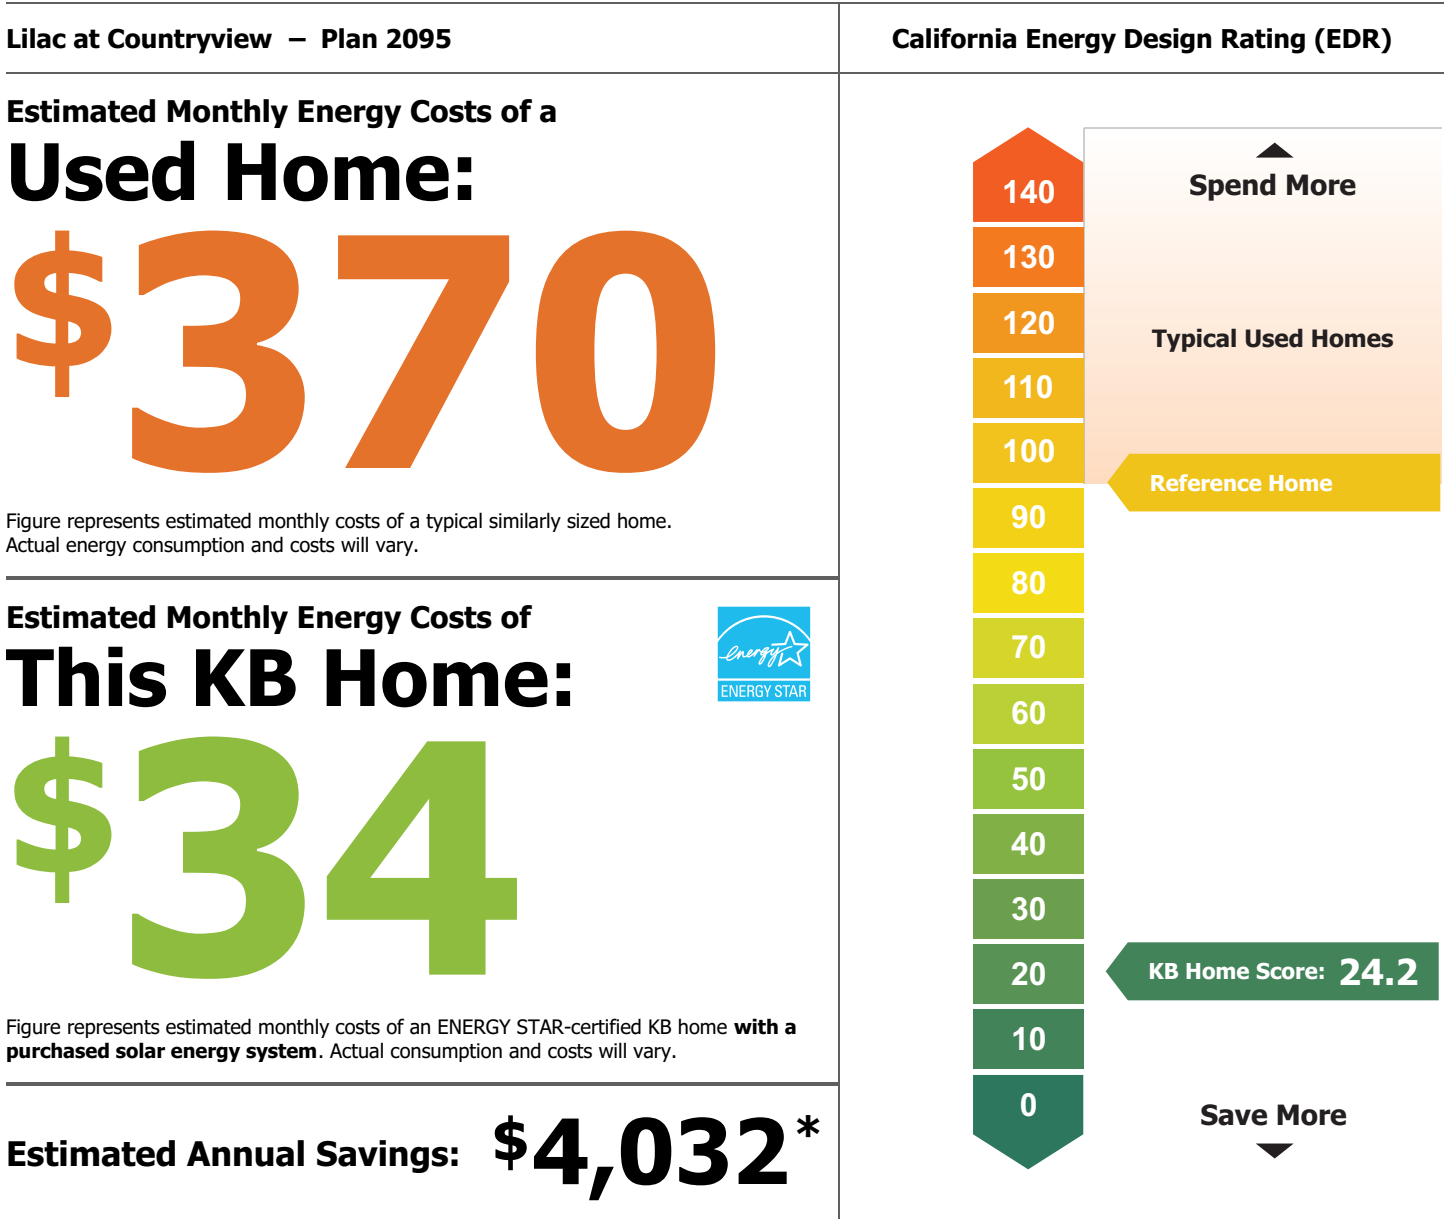 Lilac at Countryview – Plan 2095
Estimated Monthly Energy Costs of a
Used Home:
$370
Figure represents estimated monthly costs of a typical similarly sized home.
Actual energy consumption and costs will vary.
Estimated Monthly Energy Costs of
This KB Home:
energy
ENERGY STAR
$34
Figure represents estimated monthly costs of an ENERGY STAR-certified KB home with a
purchased solar energy system. Actual consumption and costs will vary.
Estimated Annual Savings: $4,032*
California Energy Design Rating (EDR)
Spend More
140
130
120
Typical Used Homes
110
100
Reference Home
90
80
70
60
50
40
30
20
KB Home Score: 24.2
10
0
Save More